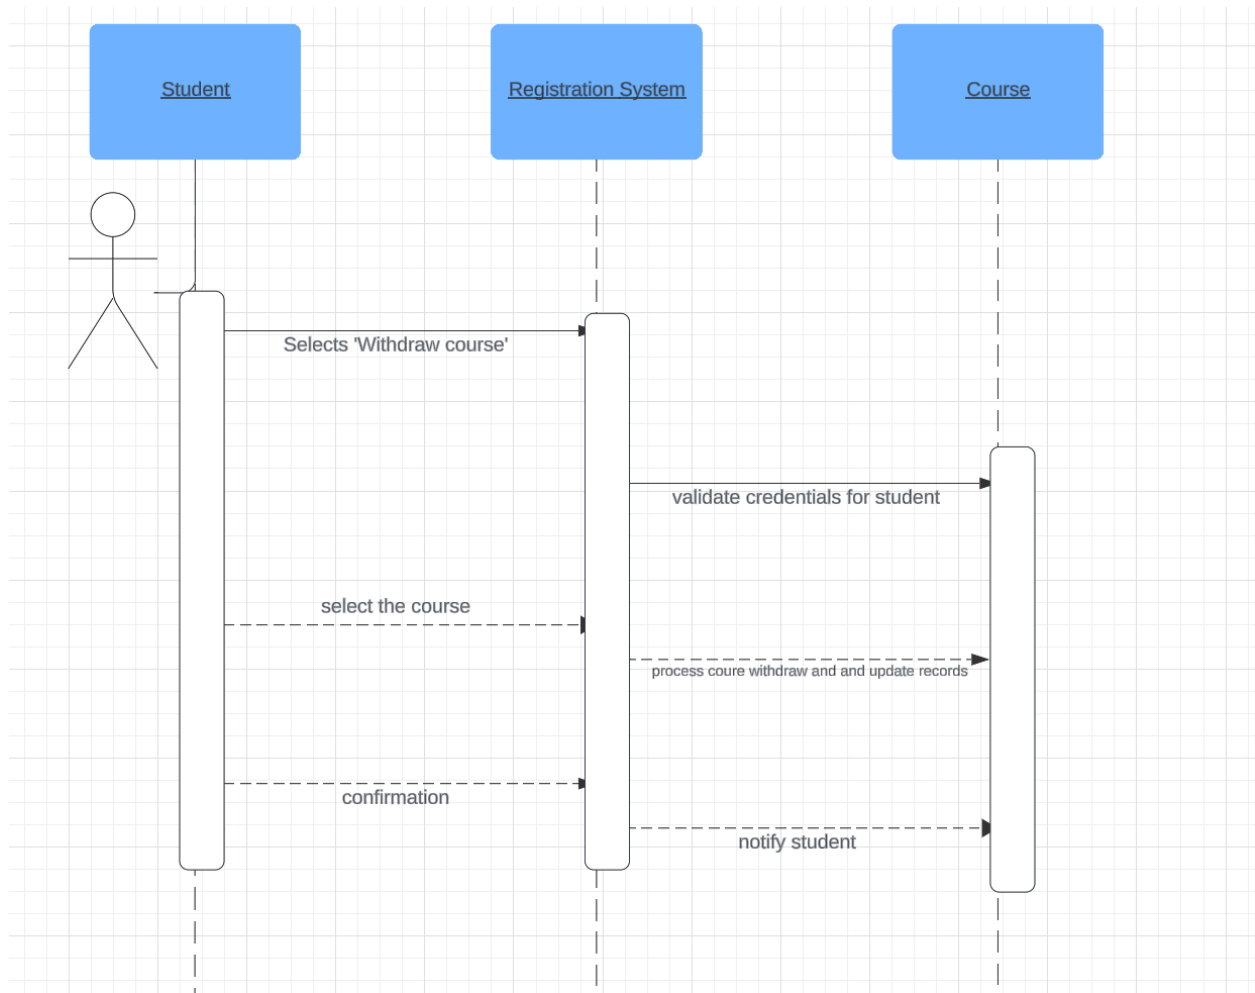 Student
Registration System
Course
Selects 'Withdraw course'
validate credentials for student
select the course
process coure withdraw and and update records
confirmation
notify student